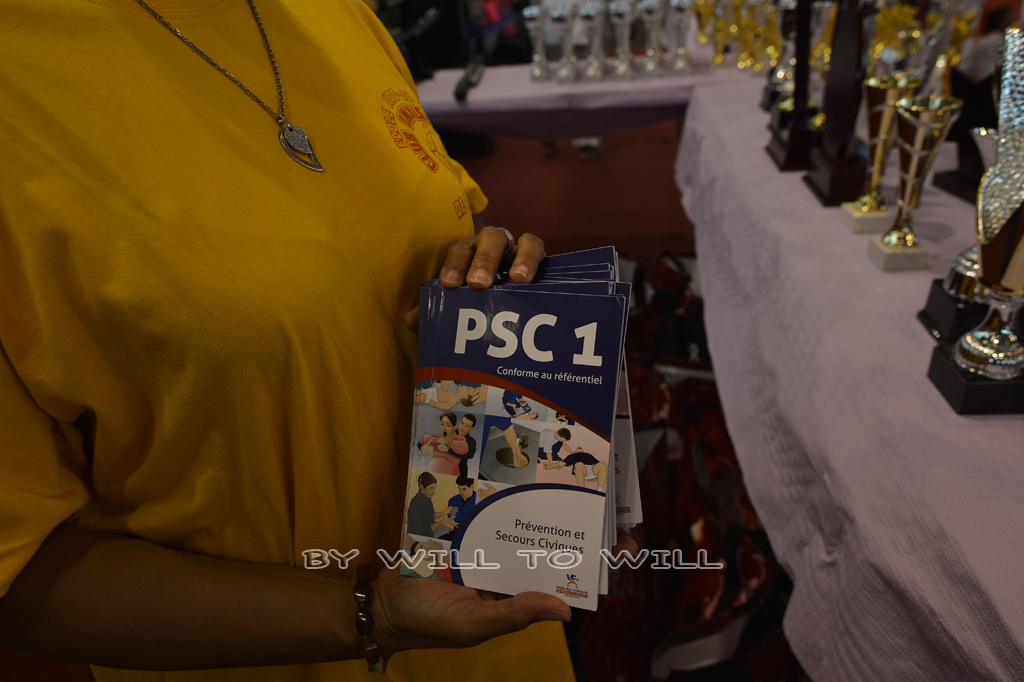 PSC 1
Conforme au référentiel
Prévention et
Secours Civiques
BY WILL TO WILL